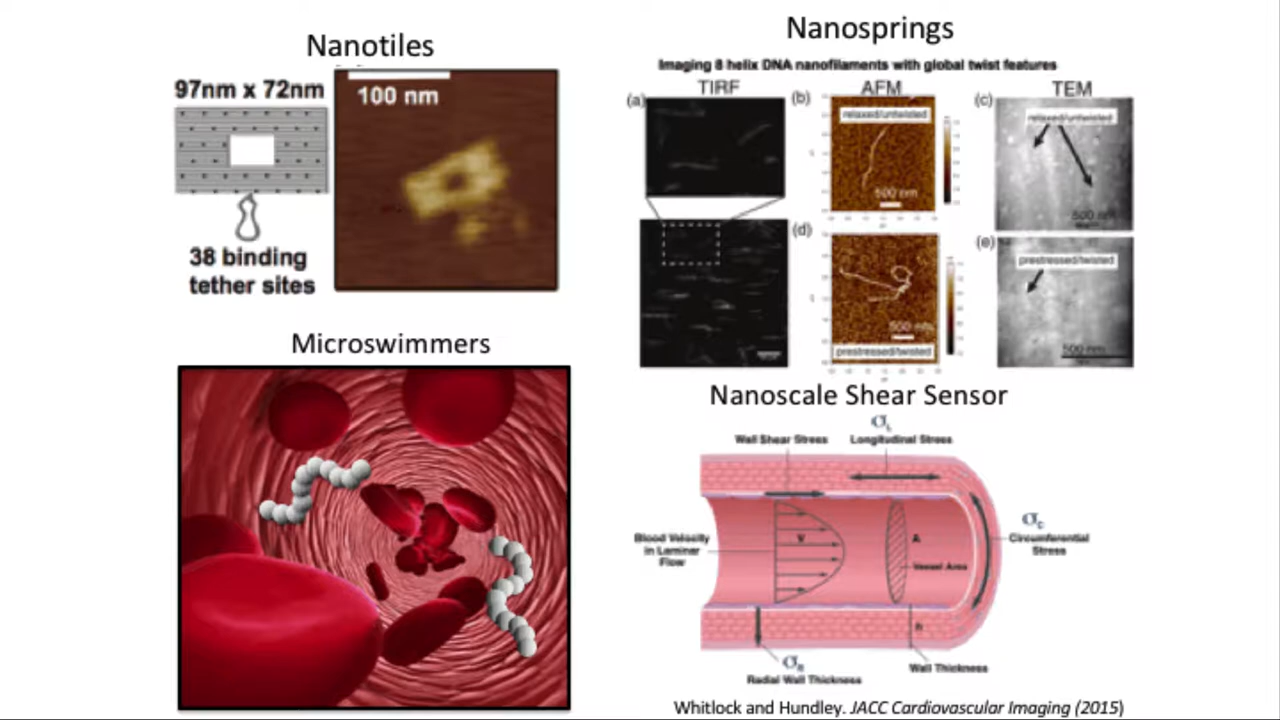 Nanotiles
97nm x 72nm
100 nm
38 binding
tether sites
Nanosprings
Imaging 8 helix DNA nanofilaments with global twist features
TIRF
AFM
TEM
(a)
(b)
relaxed/untwisted
500 nm
(c)
relaxed/untwisted
500 nm
(d)
500 nm
prestressed/twisted
(e)
prestressed/twisted
500 nm
Microswimmers
Nanoscale Shear Sensor
Wall Shear Stress
Longitudinal Stress
Blood Velocity
in Laminar
Flow
V
A
Vessel Area
σc
Circumferential
Stress
h
Wall Thickness
Radial Wall Thickness
Whitlock and Hundley. JACC Cardiovascular Imaging (2015)